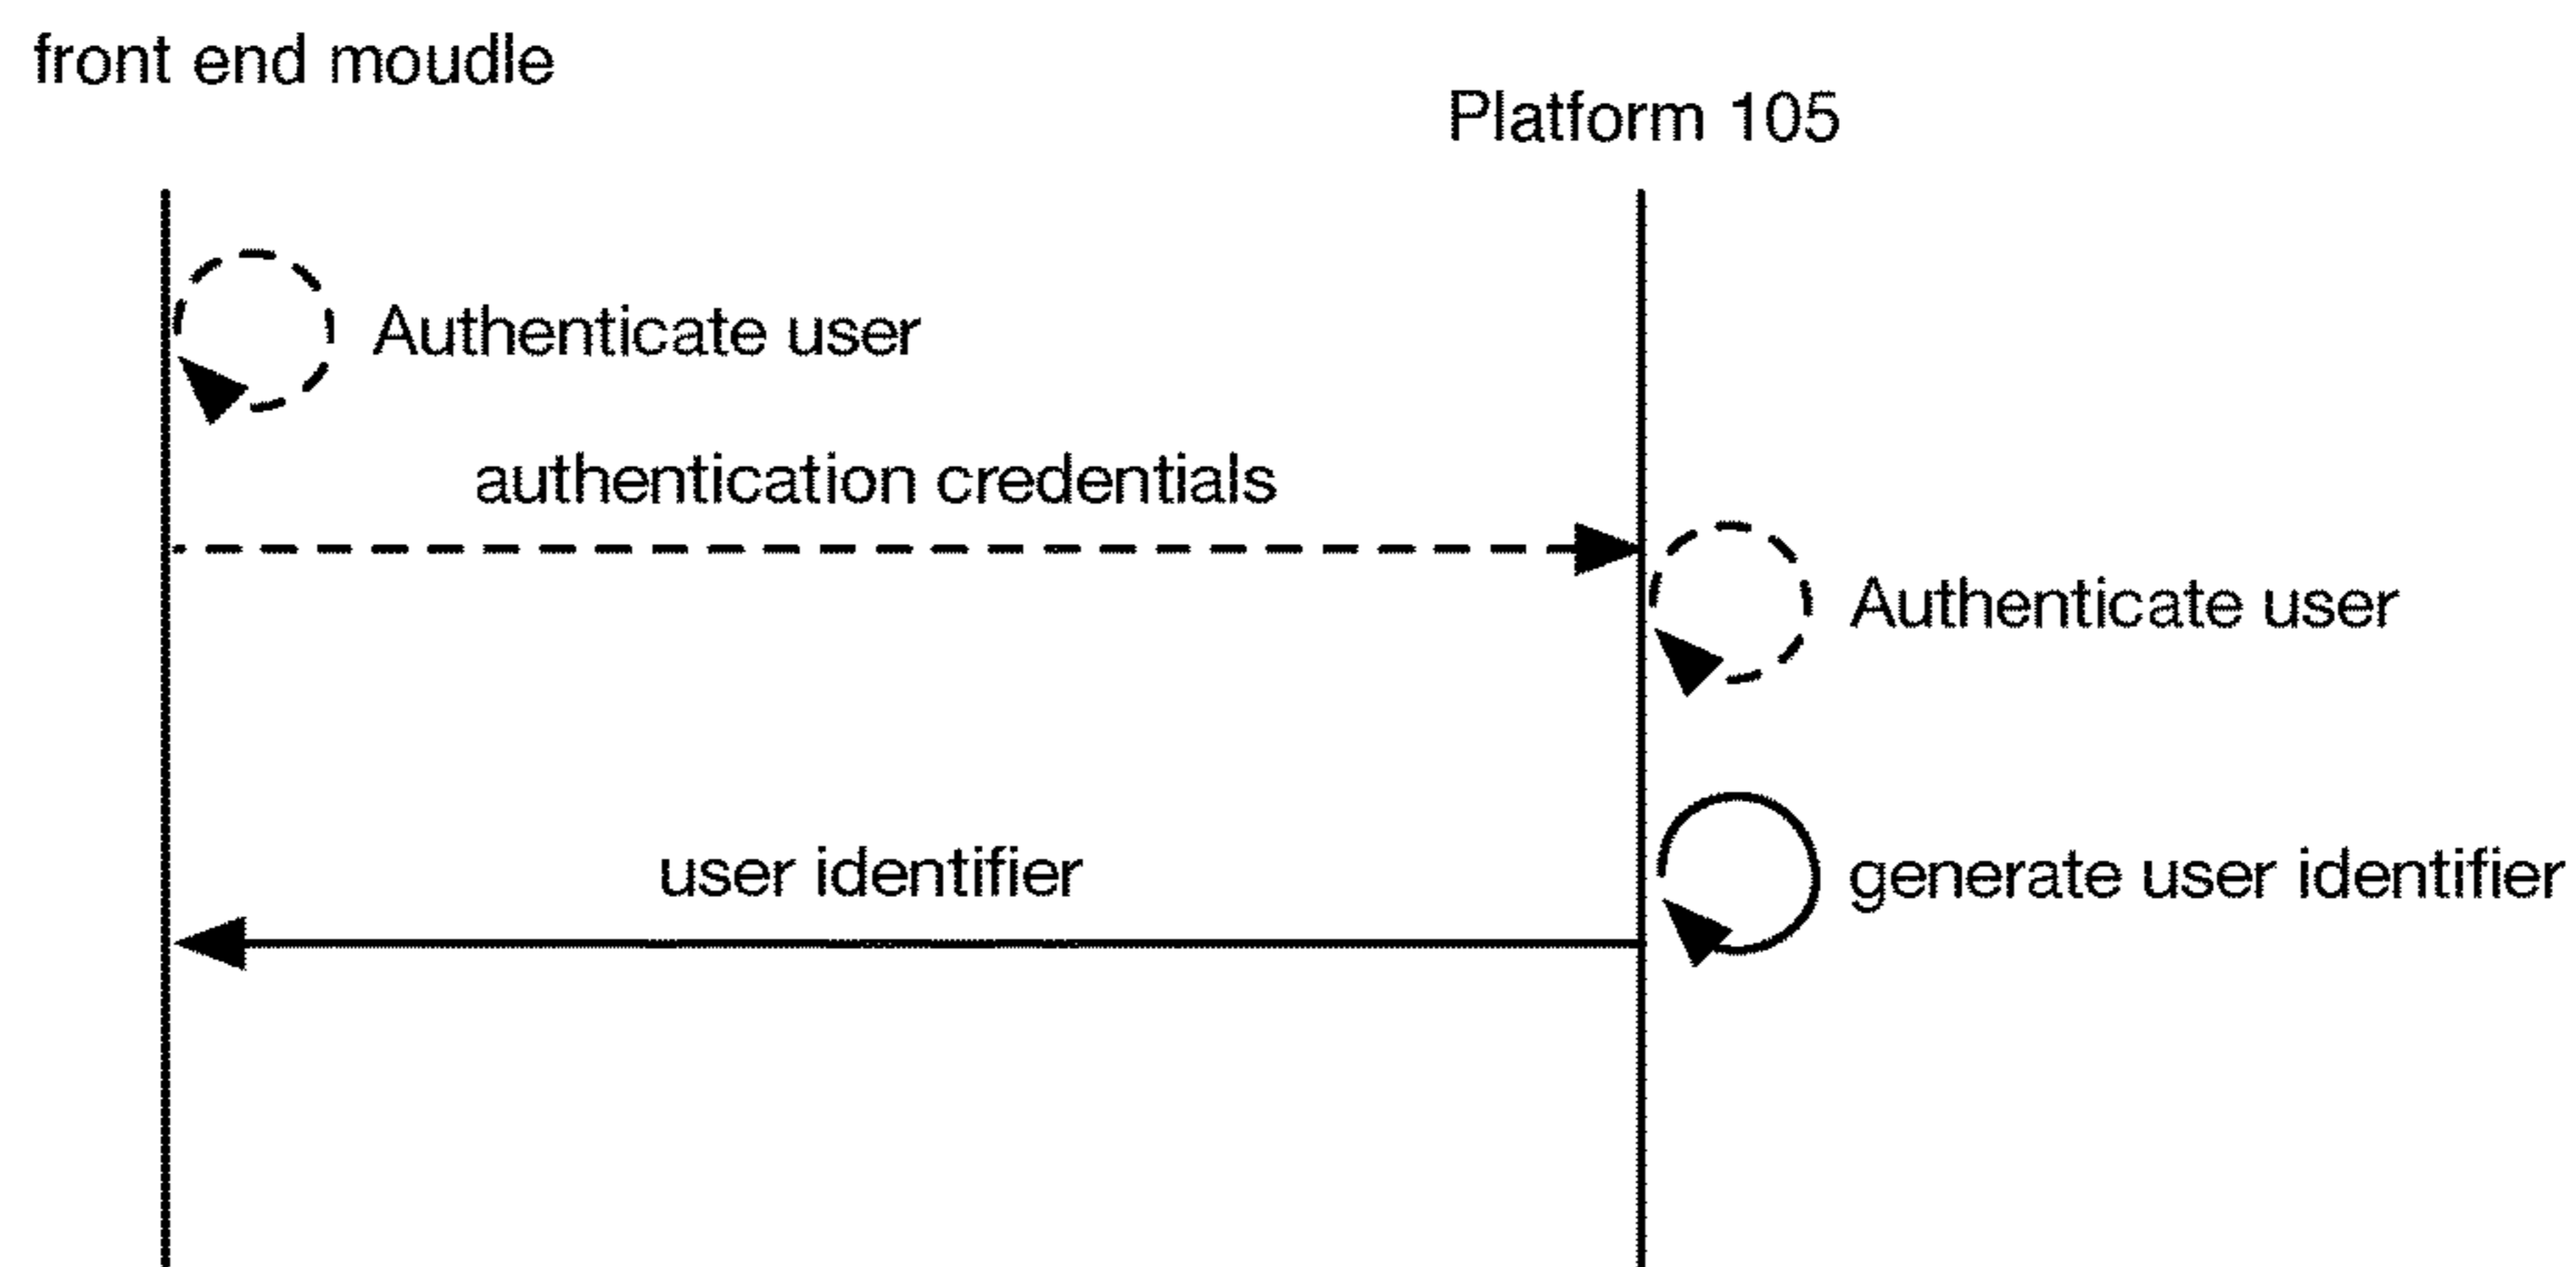 front end moudle
Platform 105
Authenticate user
authentication credentials
Authenticate user
user identifier
generate user identifier